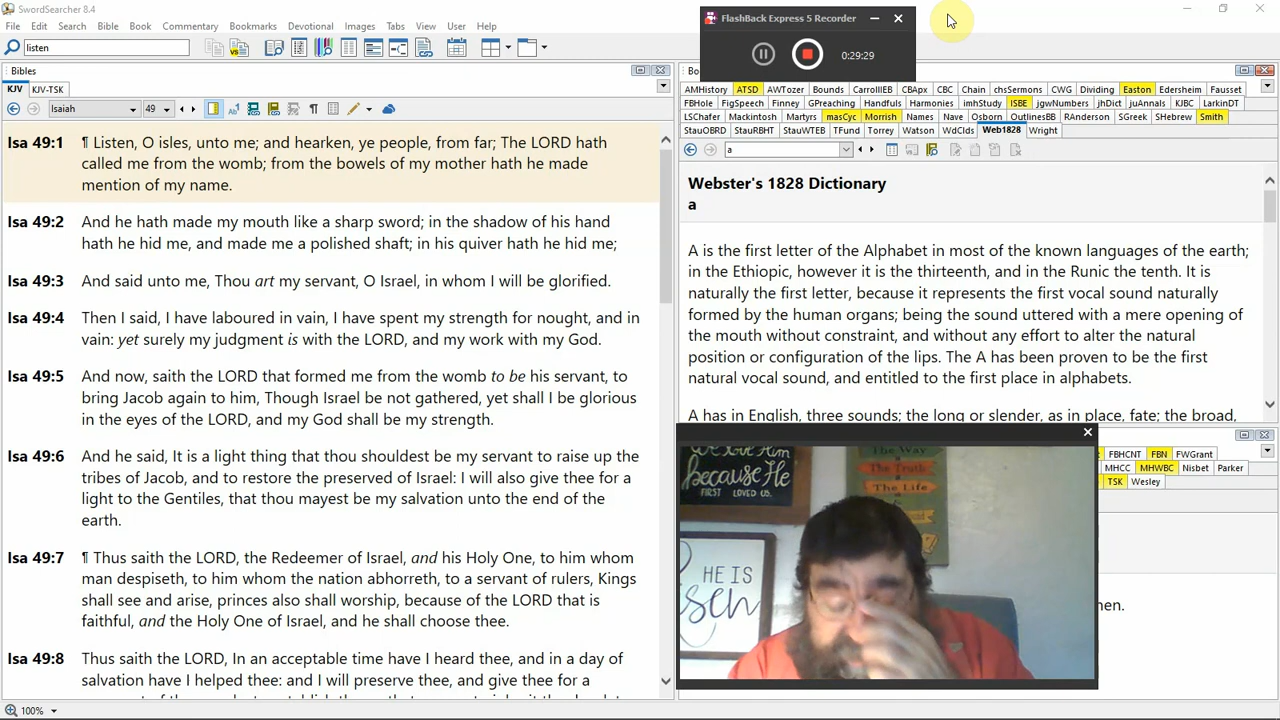 SwordSearcher 8.4
File Edit Search Bible Book Commentary Bookmarks Devotional Images Tabs Window Help
listen
FlashBack Express 5 Recorder
0:29:29
Bibles
KJV KJV-TSK
Isaiah 49
Isa 49:1 ¶ Listen, O isles, unto me; and hearken, ye people, from far; The LORD hath
called me from the womb; from the bowels of my mother hath he made
mention of my name.
Isa 49:2 And he hath made my mouth like a sharp sword; in the shadow of his hand
hath he hid me, and made me a polished shaft; in his quiver hath he hid me;
Isa 49:3 And said unto me, Thou art my servant, O Israel, in whom I will be glorified.
Isa 49:4 Then I said, I have laboured in vain, I have spent my strength for nought, and in
vain: yet surely my judgment is with the LORD, and my work with my God.
Isa 49:5 And now, saith the LORD that formed me from the womb to be his servant, to
bring Jacob again to him, Though Israel be not gathered, yet shall I be glorious
in the eyes of the LORD, and my God shall be my strength.
Isa 49:6 And he said, It is a light thing that thou shouldest be my servant to raise up the
tribes of Jacob, and to restore the preserved of Israel: I will also give thee for a
light to the Gentiles, that thou mayest be my salvation unto the end of the
earth.
Isa 49:7 ¶ Thus saith the LORD, the Redeemer of Israel, and his Holy One, to him whom
man despiseth, to him whom the nation abhorreth, to a servant of rulers, Kings
shall see and arise, princes also shall worship, because of the LORD that is
faithful, and the Holy One of Israel, and he shall choose thee.
Isa 49:8 Thus saith the LORD, In an acceptable time have I heard thee, and in a day of
salvation have I helped thee: and I will preserve thee, and give thee for a
100%
AMHistory ATSD AWTozer Bounds CarrollEIB CBApx CBC Chain chsSermons CWG Dividing Easton Edersheim Fausset
FBHole FigSpeech Finney GPreaching Handfuls Harmonies imhStudy ISBE jgwNumbers jhDict juAnnals KJBC LarkinDT
LSChafer Mackintosh Martyrs masCyc Morrish Names Nave Osborn OutlinesBB RAnderson SGreek SHebrew Smith
StauOBRD StauRBHT StauWTEB TFund Torrey Watson WdClds Web1828 Wright
a
Webster's 1828 Dictionary
a
A is the first letter of the Alphabet in most of the known languages of the earth;
in the Ethiopic, however it is the thirteenth, and in the Runic the tenth. It is
naturally the first letter, because it represents the first vocal sound naturally
formed by the human organs; being the sound uttered with a mere opening of
the mouth without constraint, and without any effort to alter the natural
position or configuration of the lips. The A has been proven to be the first
natural vocal sound, and entitled to the first place in alphabets.
A has in English, three sounds; the long or slender, as in place, fate; the broad,
FBHCNT FBN FWGrant
MHCC MHWBC Nisbet Parker
TSK Wesley
men.
We love Him
because He
FIRST LOVED US.
The Way
The Truth
The Life
HE IS
Risen